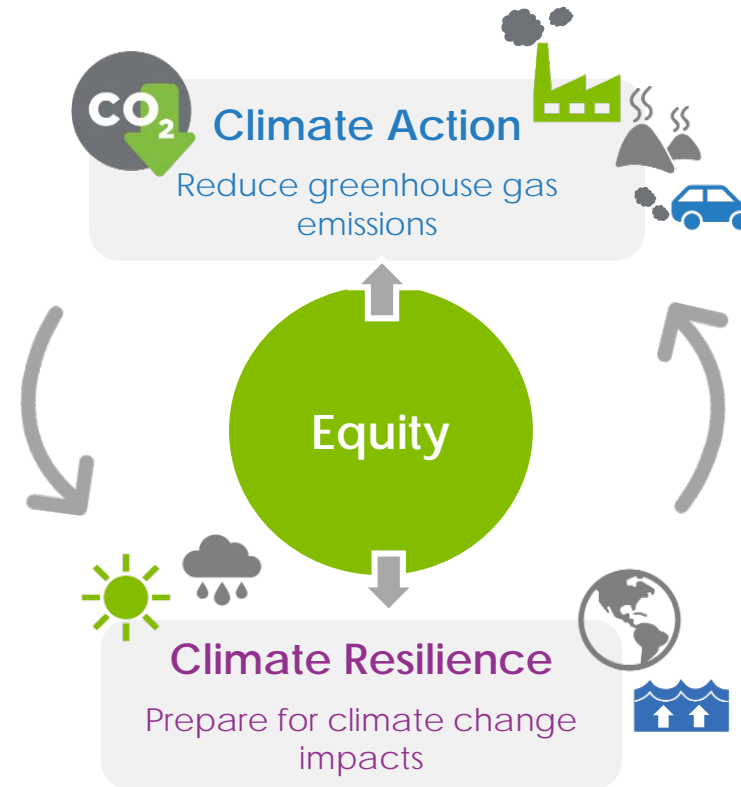 CO₂
Climate Action
Reduce greenhouse gas
emissions
Equity
Climate Resilience
Prepare for climate change
impacts